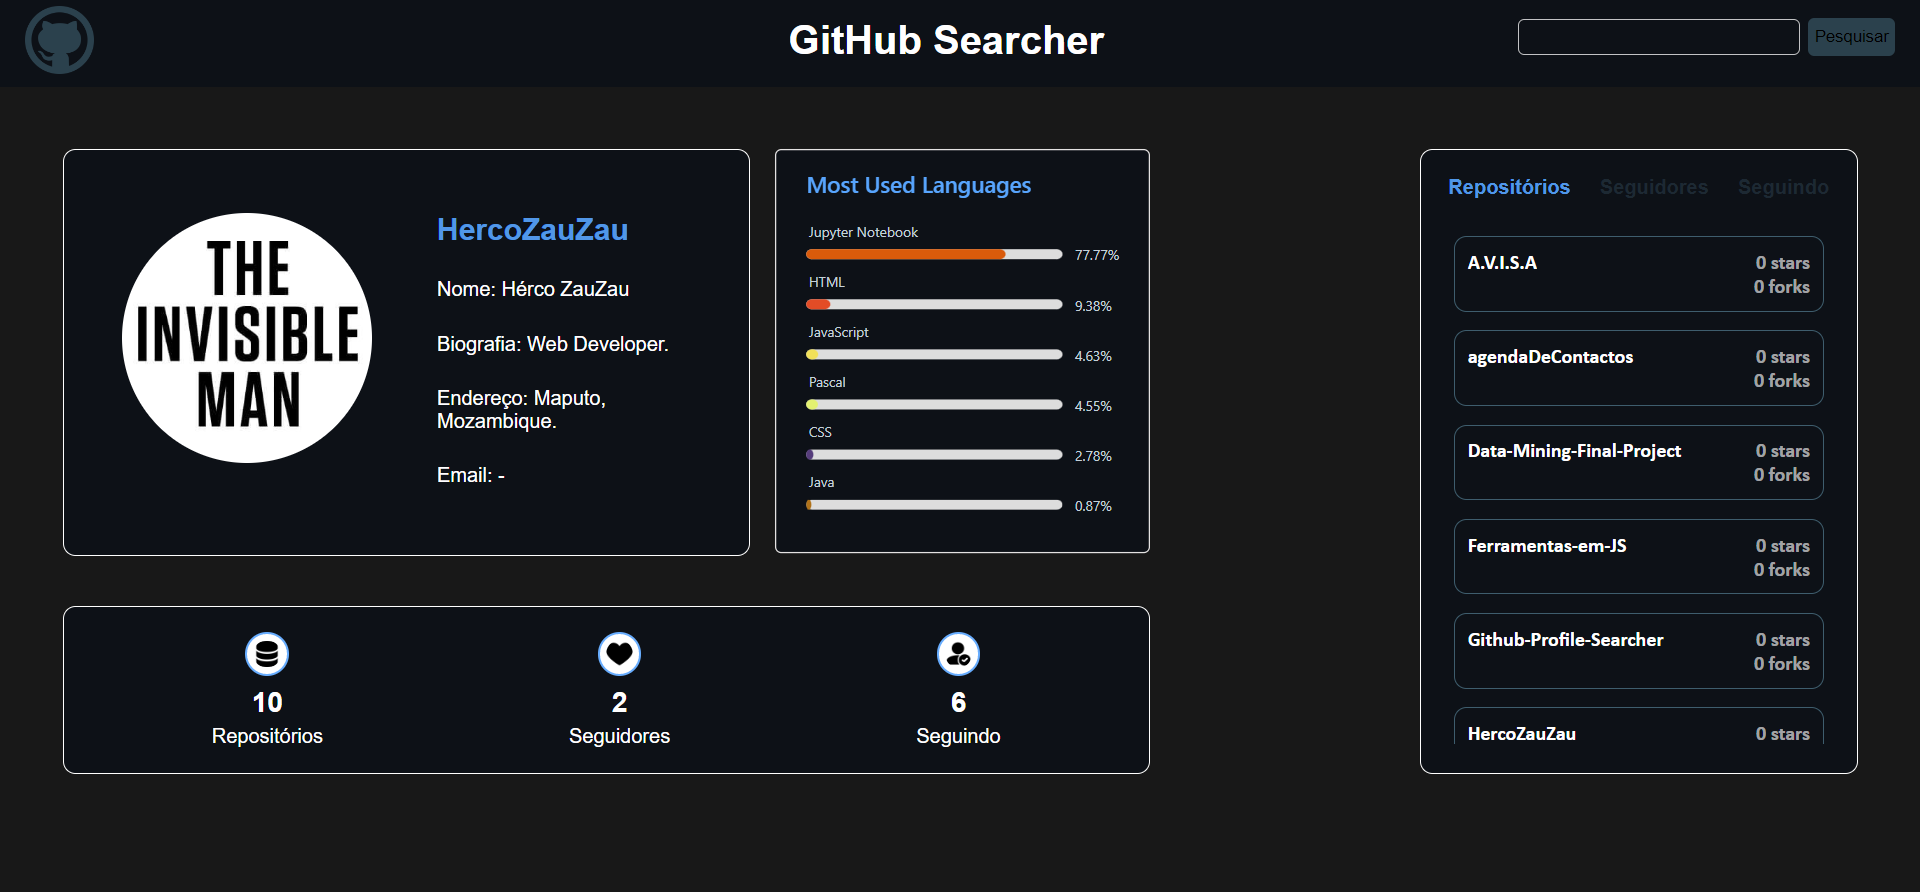 GitHub Searcher
Pesquisar
THE
INVISIBLE
MAN
HercoZauZau
Nome: Hérco ZauZau
Biografia: Web Developer.
Endereço: Maputo,
Mozambique.
Email: -
Most Used Languages
Jupyter Notebook
77.77%
HTML
9.38%
JavaScript
4.63%
Pascal
4.55%
CSS
2.78%
Java
0.87%
10
Repositórios
2
Seguidores
6
Seguindo
Repositórios Seguidores Seguindo
A.V.I.S.A 0 stars
0 forks
agendaDeContactos 0 stars
0 forks
Data-Mining-Final-Project 0 stars
0 forks
Ferramentas-em-JS 0 stars
0 forks
Github-Profile-Searcher 0 stars
0 forks
HercoZauZau 0 stars